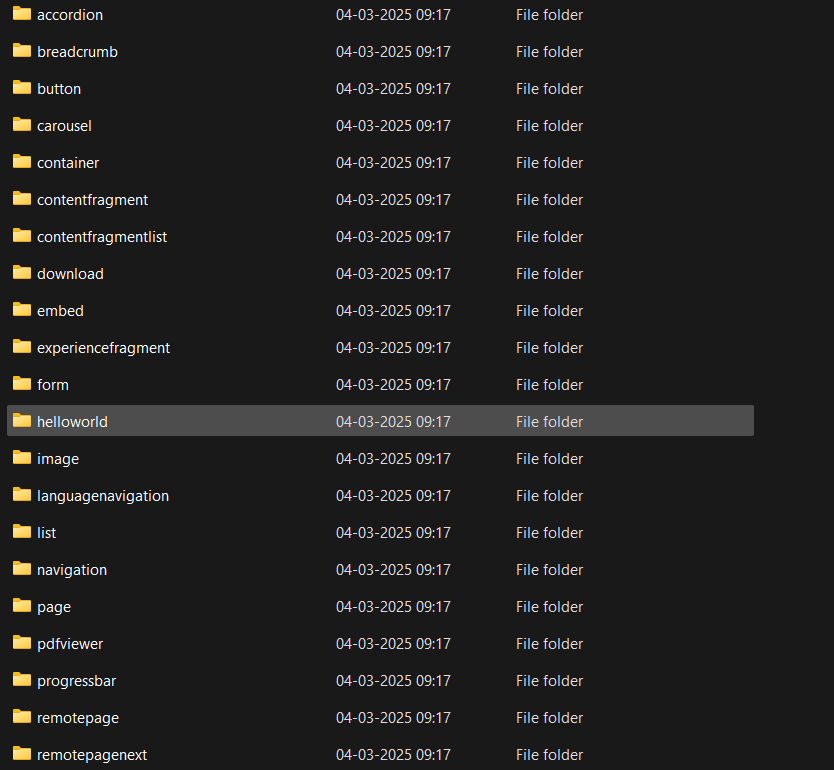 accordion 04-03-2025 09:17 File folder
breadcrumb 04-03-2025 09:17 File folder
button 04-03-2025 09:17 File folder
carousel 04-03-2025 09:17 File folder
container 04-03-2025 09:17 File folder
contentfragment 04-03-2025 09:17 File folder
contentfragmentlist 04-03-2025 09:17 File folder
download 04-03-2025 09:17 File folder
embed 04-03-2025 09:17 File folder
experiencefragment 04-03-2025 09:17 File folder
form 04-03-2025 09:17 File folder
helloworld 04-03-2025 09:17 File folder
image 04-03-2025 09:17 File folder
languagenavigation 04-03-2025 09:17 File folder
list 04-03-2025 09:17 File folder
navigation 04-03-2025 09:17 File folder
page 04-03-2025 09:17 File folder
pdfviewer 04-03-2025 09:17 File folder
progressbar 04-03-2025 09:17 File folder
remotepage 04-03-2025 09:17 File folder
remotepagenext 04-03-2025 09:17 File folder